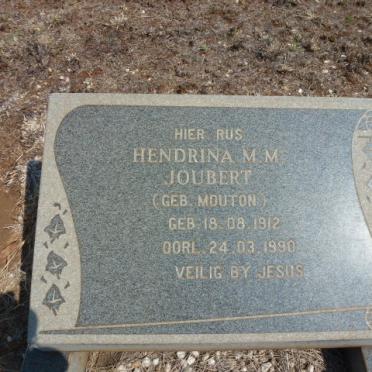 HIER RUS
HENDRINA M.M.
JOUBERT
(GEB. MOUTON)
GEB. 18.08.1912
OORL. 24.03.1990
VEILIG BY JESUS.